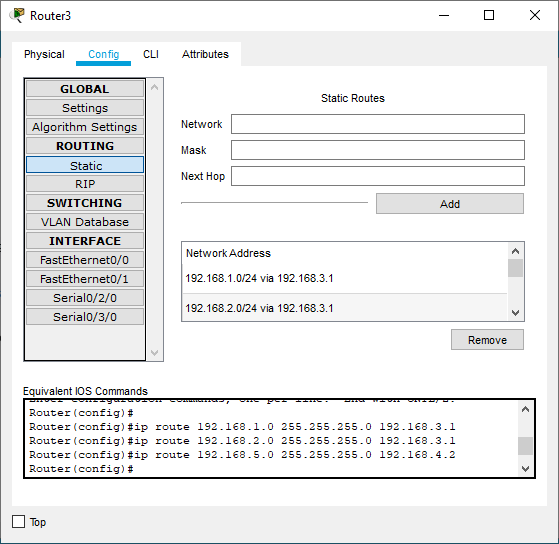 Router3
Physical Config CLI Attributes
GLOBAL
Settings
Algorithm Settings
ROUTING
Static
RIP
SWITCHING
VLAN Database
INTERFACE
FastEthernet0/0
FastEthernet0/1
Serial0/2/0
Serial0/3/0
Static Routes
Network
Mask
Next Hop
Add
Network Address
192.168.1.0/24 via 192.168.3.1
192.168.2.0/24 via 192.168.3.1
Remove
Equivalent IOS Commands
Enter configuration commands, one per line. End with CNTL/Z.
Router(config)#
Router(config)#ip route 192.168.1.0 255.255.255.0 192.168.3.1
Router(config)#ip route 192.168.2.0 255.255.255.0 192.168.3.1
Router(config)#ip route 192.168.5.0 255.255.255.0 192.168.4.2
Router(config)#
Top